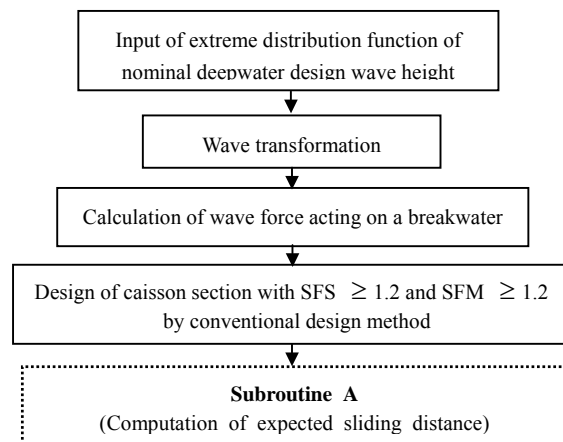 Input of extreme distribution function of
nominal deepwater design wave height
Wave transformation
Calculation of wave force acting on a breakwater
Design of caisson section with SFS ≥ 1.2 and SFM ≥ 1.2
by conventional design method
Subroutine A
(Computation of expected sliding distance)